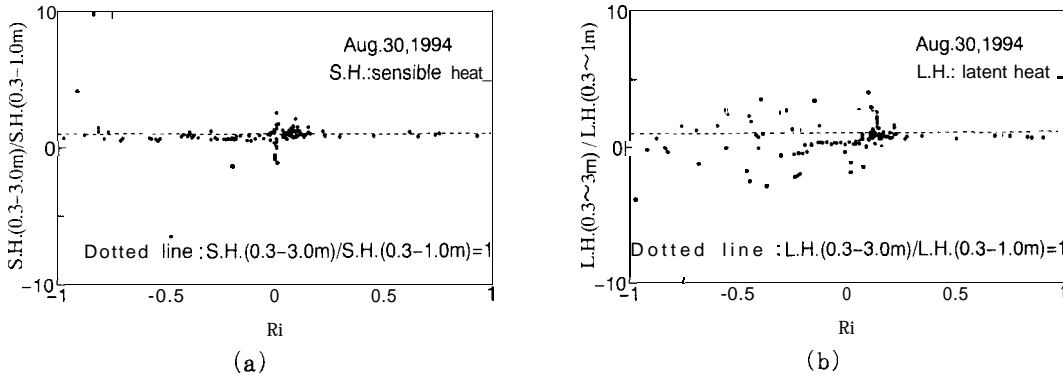 10
Aug.30,1994
S.H.:sensible heat
S.H.(0.3-3.0m)/S.H.(0.3-1.0m)
0
Dotted line:S.H.(0.3-3.0m)/S.H.(0.3-1.0m)=1
-10
-1
-0.5
0
0.5
1
Ri
(a)
10
Aug.30,1994
L.H.: latent heat
L.H.(0.3~3m) / L.H.(0.3~1m)
0
Dotted line :L.H.(0.3-3.0m)/L.H.(0.3-1.0m)=1
-10
-1
-0.5
0
0.5
1
Ri
(b)